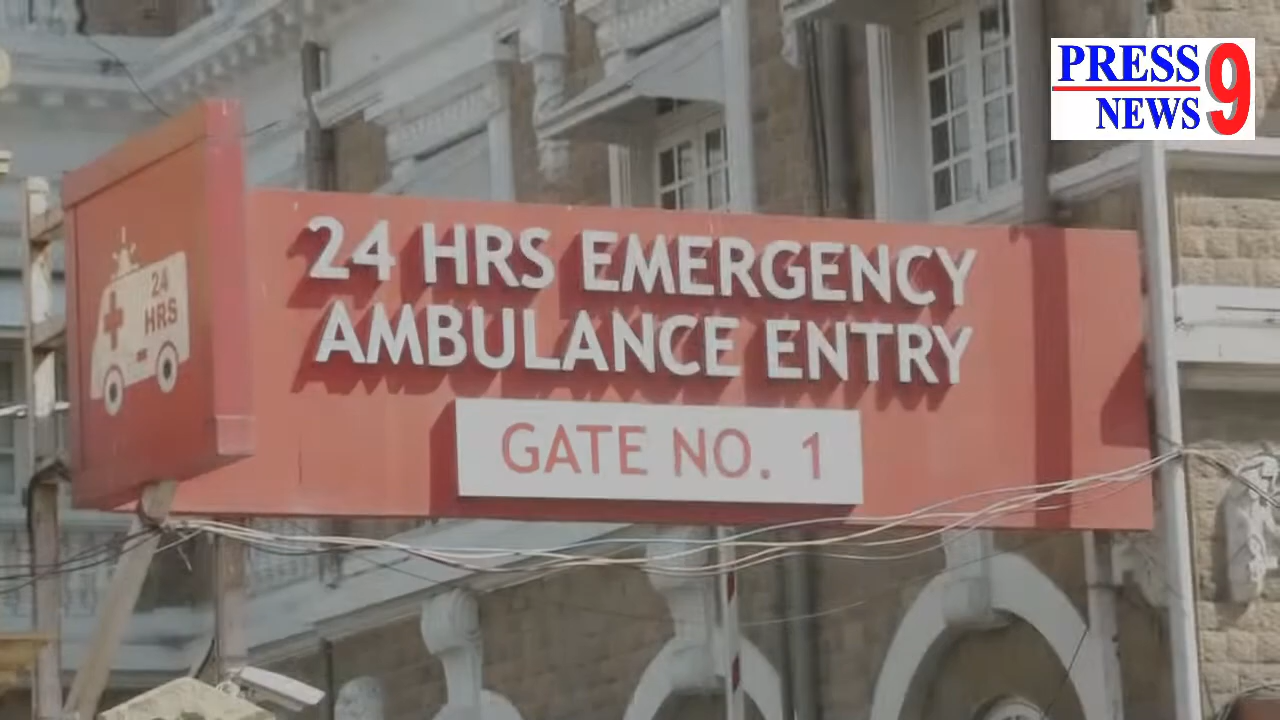 PRESS
NEWS 9
24
HRS
24 HRS EMERGENCY
AMBULANCE ENTRY
GATE NO. 1